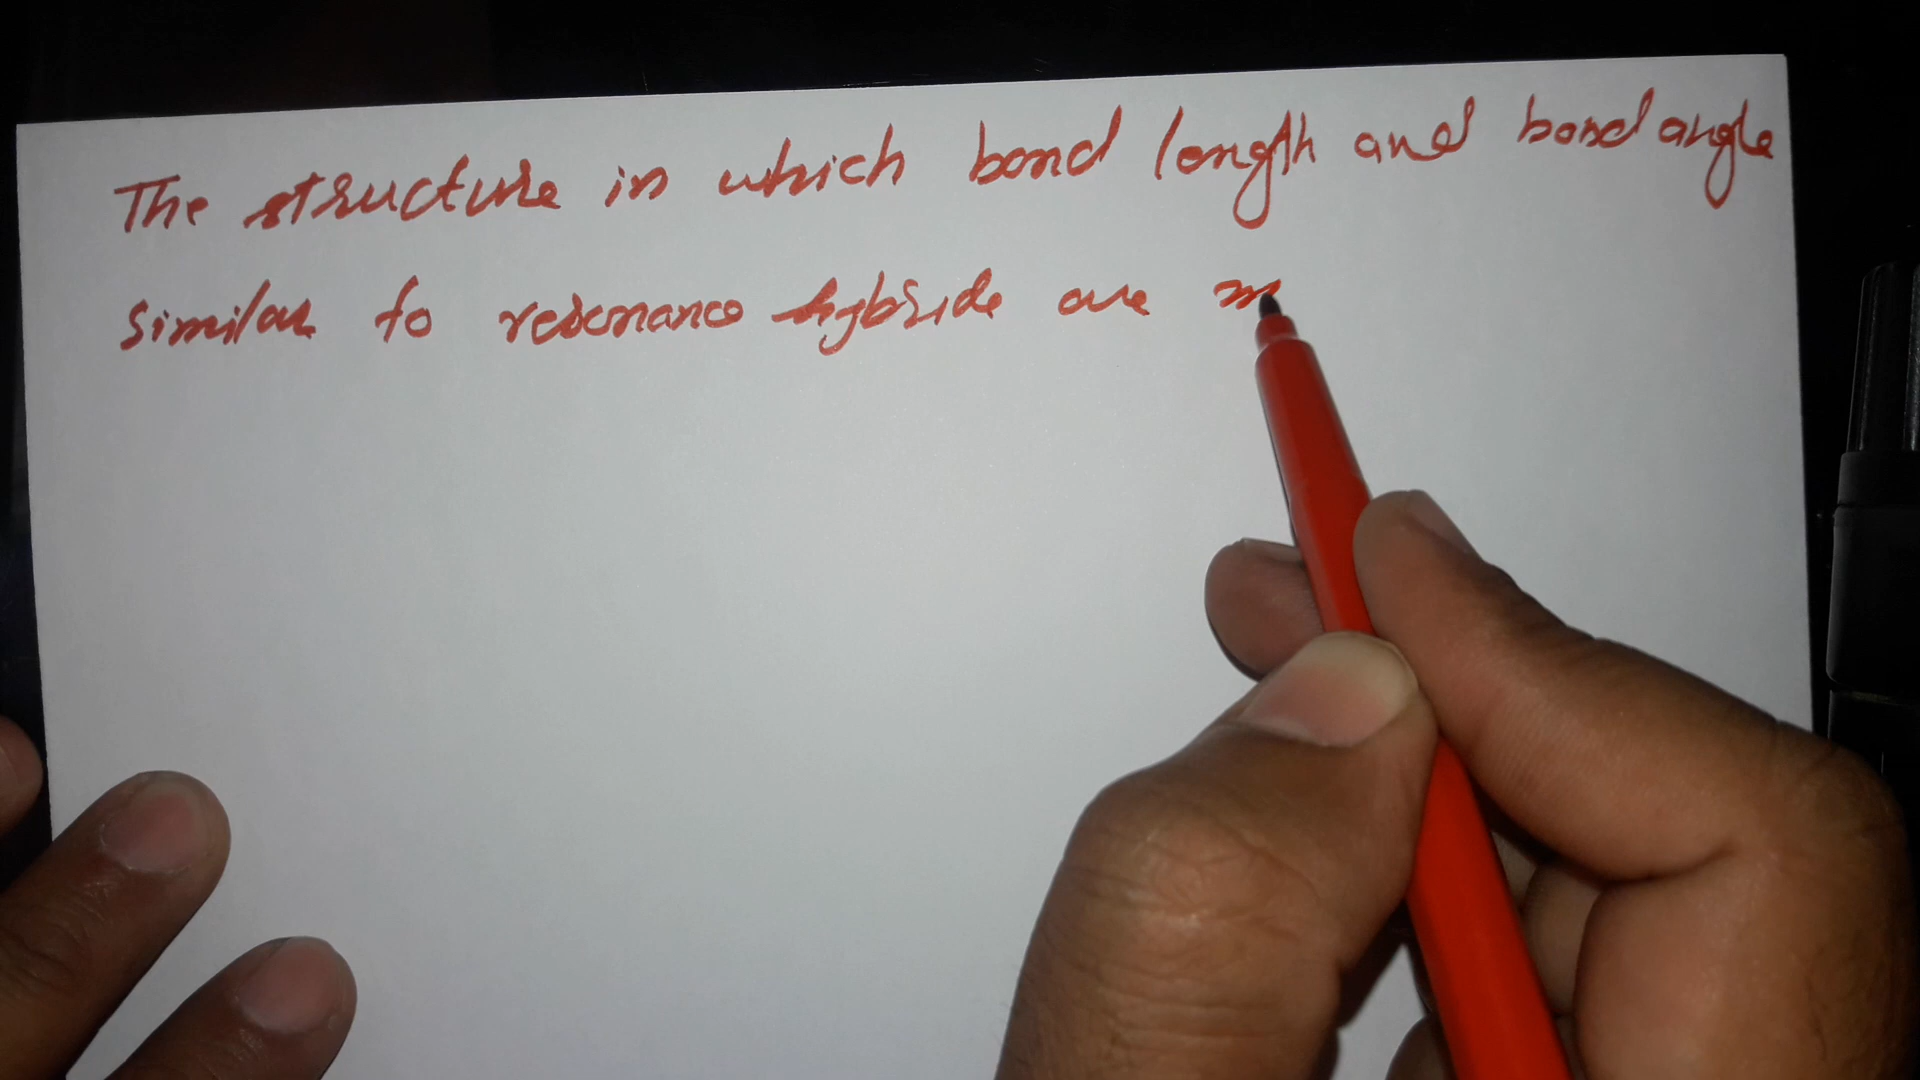 The structure in which bond length and bond angle
similar to resonance hybride are m